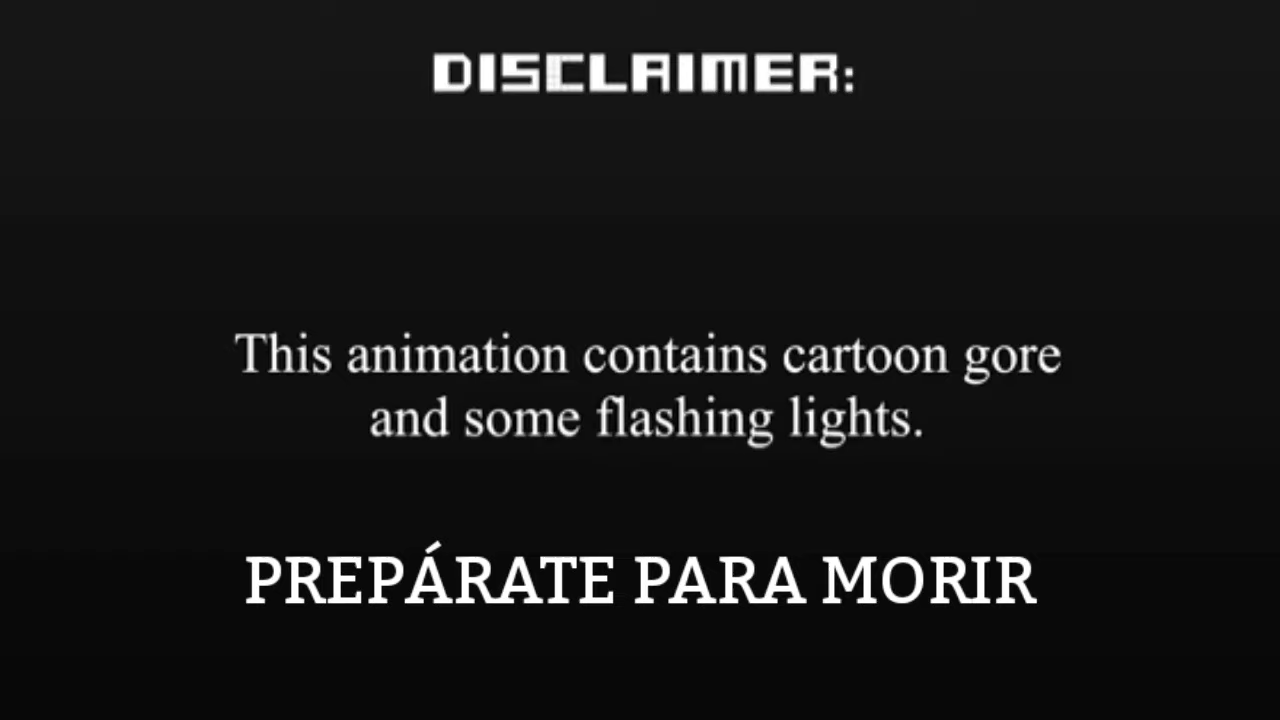 DISCLAIMER:
This animation contains cartoon gore
and some flashing lights.
PREPÁRATE PARA MORIR